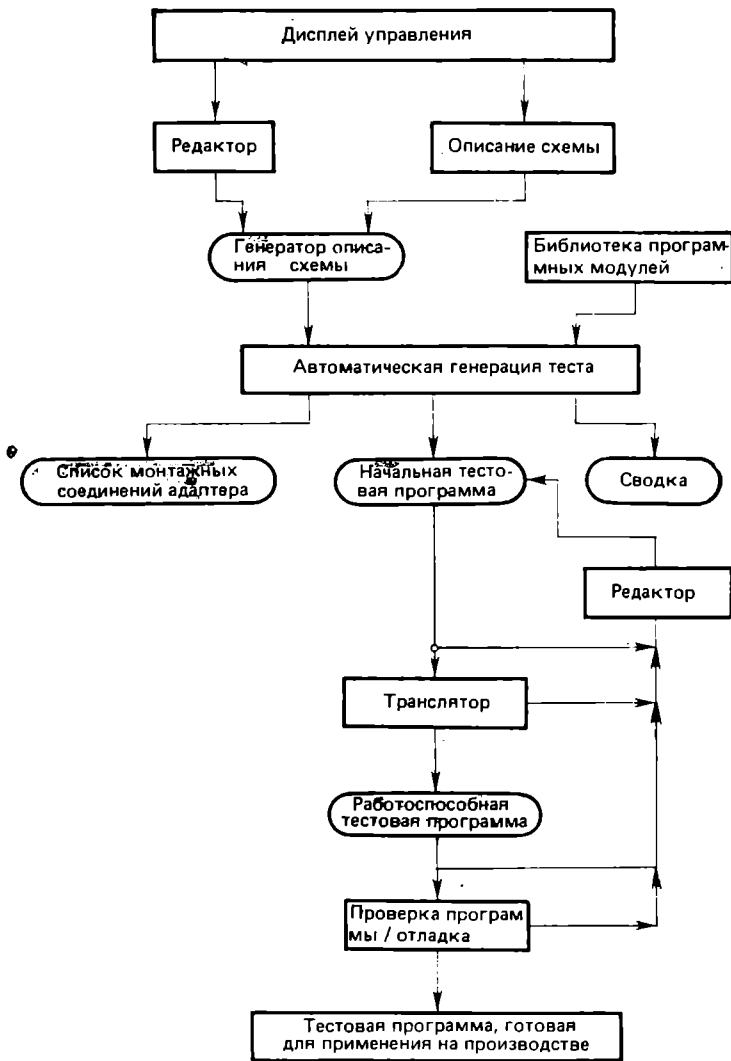 Дисплей управления
Редактор
Описание схемы
Генератор описа-
ния схемы
Библиотека програм-
мных модулей
Автоматическая генерация теста
Список монтажных
соединений адаптера
Начальная тесто-
вая программа
Сводка
Редактор
Транслятор
Работоспособная
тестовая программа
Проверка програм
мы / отладка
Тестовая программа, готовая
для применения на производстве